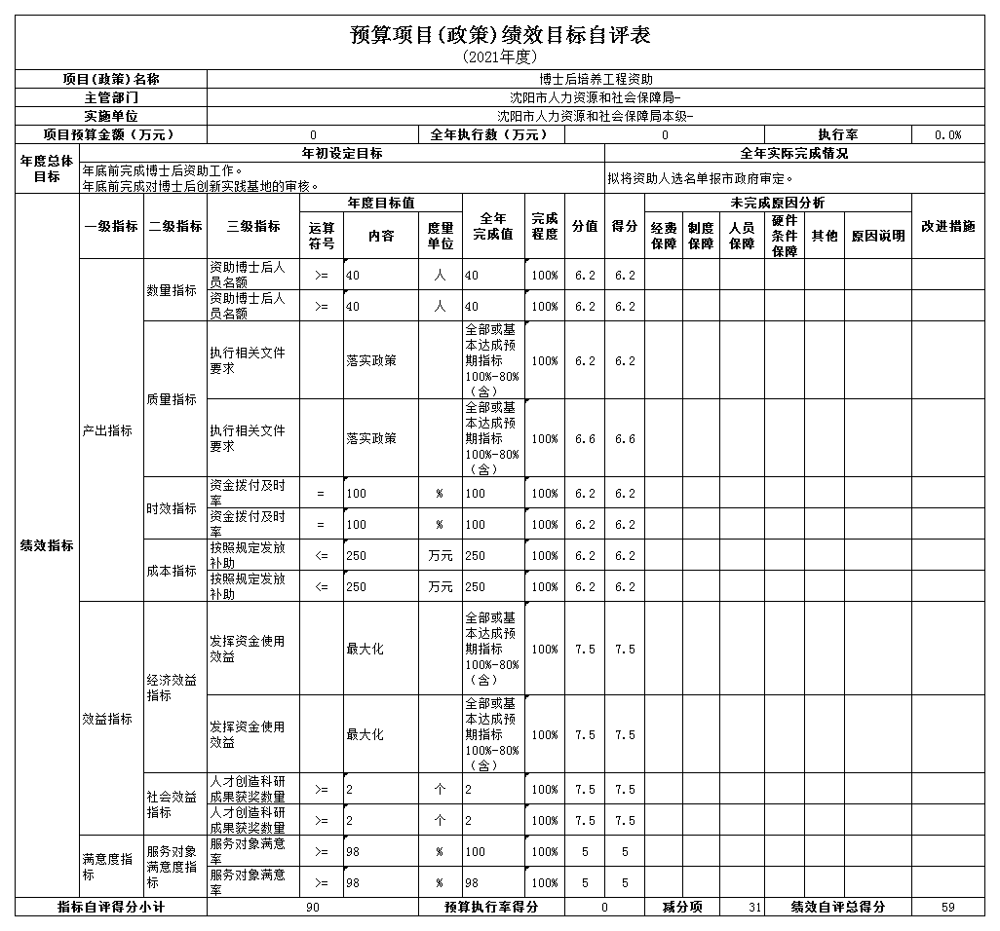 预算项目(政策)绩效目标自评表
(2021年度)
项目(政策)名称 博士后培养工程资助
主管部门 沈阳市人力资源和社会保障局-
实施单位 沈阳市人力资源和社会保障局本级-
项目预算金额(万元) 0 全年执行数(万元) 0 执行率 0.0%
年度总体目标 年初设定目标 全年实际完成情况
年底前完成博士后资助工作。
年底前完成对博士后创新实践基地的审核。
拟将资助人选名单报市政府审定。
绩效指标 一级指标 二级指标 三级指标 年度目标值 全年完成值 完成程度 分值 得分 未完成原因分析 改进措施
运算符号 内容 度量单位 经费保障 制度保障 人员保障 硬件条件保障 其他 原因说明
产出指标 数量指标 资助博士后人员名额 >= 40 人 40 100% 6.2 6.2
资助博士后人员名额 >= 40 人 40 100% 6.2 6.2
质量指标 执行相关文件要求 落实政策 全部或基本达成预期指标100%-80%(含) 100% 6.2 6.2
执行相关文件要求 落实政策 全部或基本达成预期指标100%-80%(含) 100% 6.6 6.6
时效指标 资金拨付及时率 = 100 % 100 100% 6.2 6.2
资金拨付及时率 = 100 % 100 100% 6.2 6.2
成本指标 按照规定发放补助 <= 250 万元 250 100% 6.2 6.2
按照规定发放补助 <= 250 万元 250 100% 6.2 6.2
效益指标 经济效益指标 发挥资金使用效益 最大化 全部或基本达成预期指标100%-80%(含) 100% 7.5 7.5
发挥资金使用效益 最大化 全部或基本达成预期指标100%-80%(含) 100% 7.5 7.5
社会效益指标 人才创造科研成果获奖数量 >= 2 个 2 100% 7.5 7.5
人才创造科研成果获奖数量 >= 2 个 2 100% 7.5 7.5
满意度指标 服务对象满意度指标 服务对象满意率 >= 98 % 100 100% 5 5
服务对象满意率 >= 98 % 98 100% 5 5
指标自评得分小计 90 预算执行率得分 0 减分项 31 绩效自评总得分 59